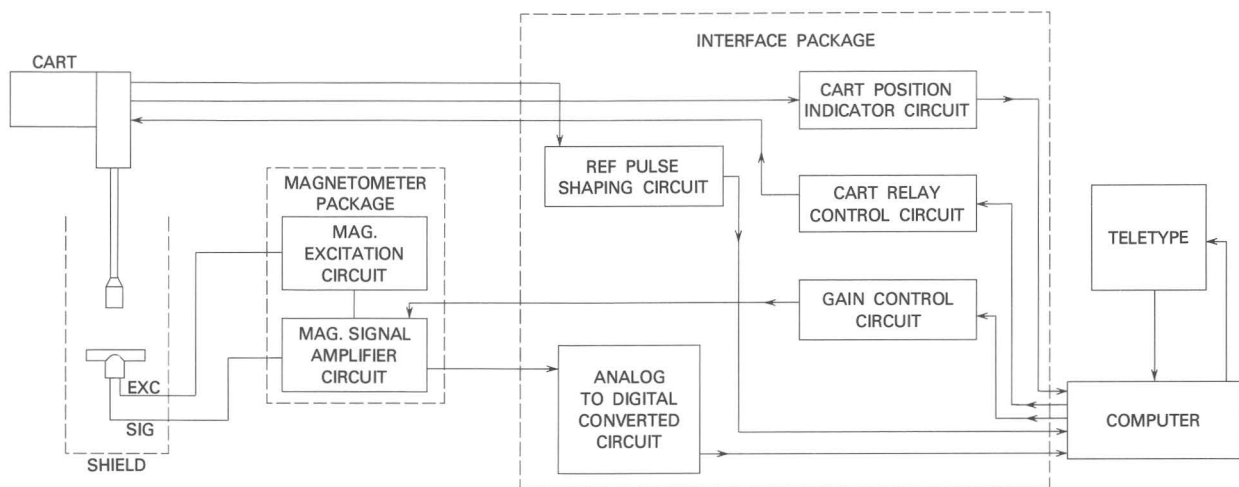 INTERFACE PACKAGE
CART
CART POSITION
INDICATOR CIRCUIT
REF PULSE
SHAPING CIRCUIT
MAGNETOMETER
PACKAGE
CART RELAY
CONTROL CIRCUIT
TELETYPE
MAG.
EXCITATION
CIRCUIT
GAIN CONTROL
CIRCUIT
MAG. SIGNAL
AMPLIFIER
CIRCUIT
ANALOG
TO DIGITAL
CONVERTED
CIRCUIT
EXC
SIG
COMPUTER
SHIELD